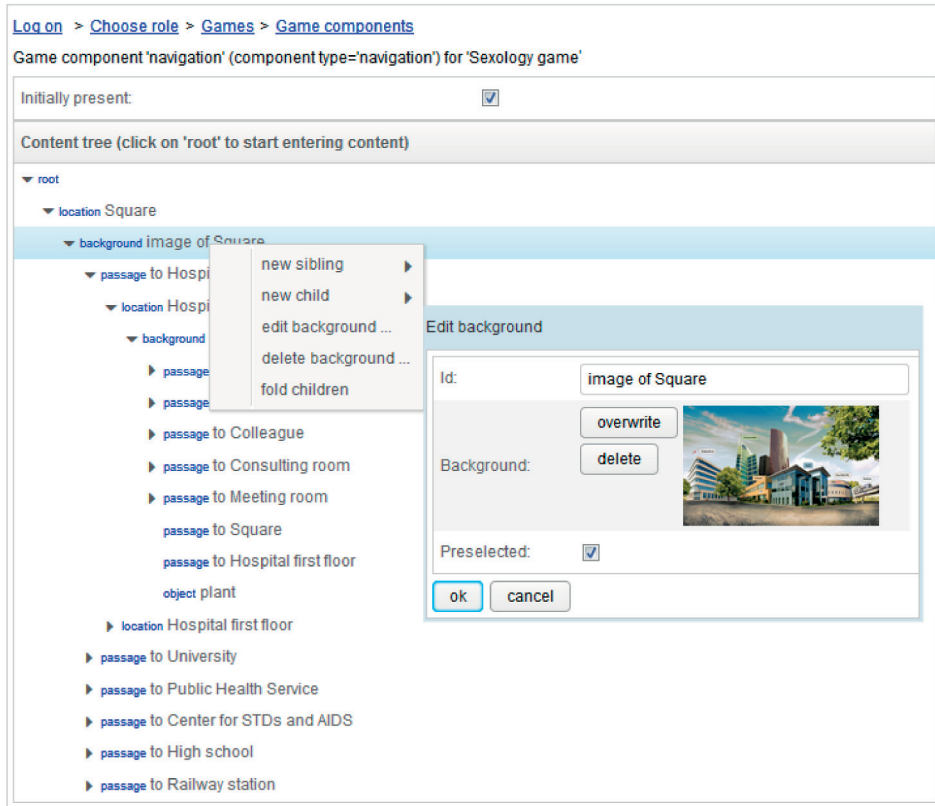 Log on > Choose role > Games > Game components
Game component 'navigation' (component type='navigation') for 'Sexology game'
Initially present:
Content tree (click on 'root' to start entering content)
root
location Square
background image of Square
passage to Hospi
location Hospi
background
passage
passage
passage to Colleague
passage to Consulting room
passage to Meeting room
passage to Square
passage to Hospital first floor
object plant
location Hospital first floor
passage to University
passage to Public Health Service
passage to Center for STDs and AIDS
passage to High school
passage to Railway station
new sibling
new child
edit background ...
delete background ...
fold children
Edit background
Id: image of Square
Background: overwrite
delete
Preselected:
ok cancel